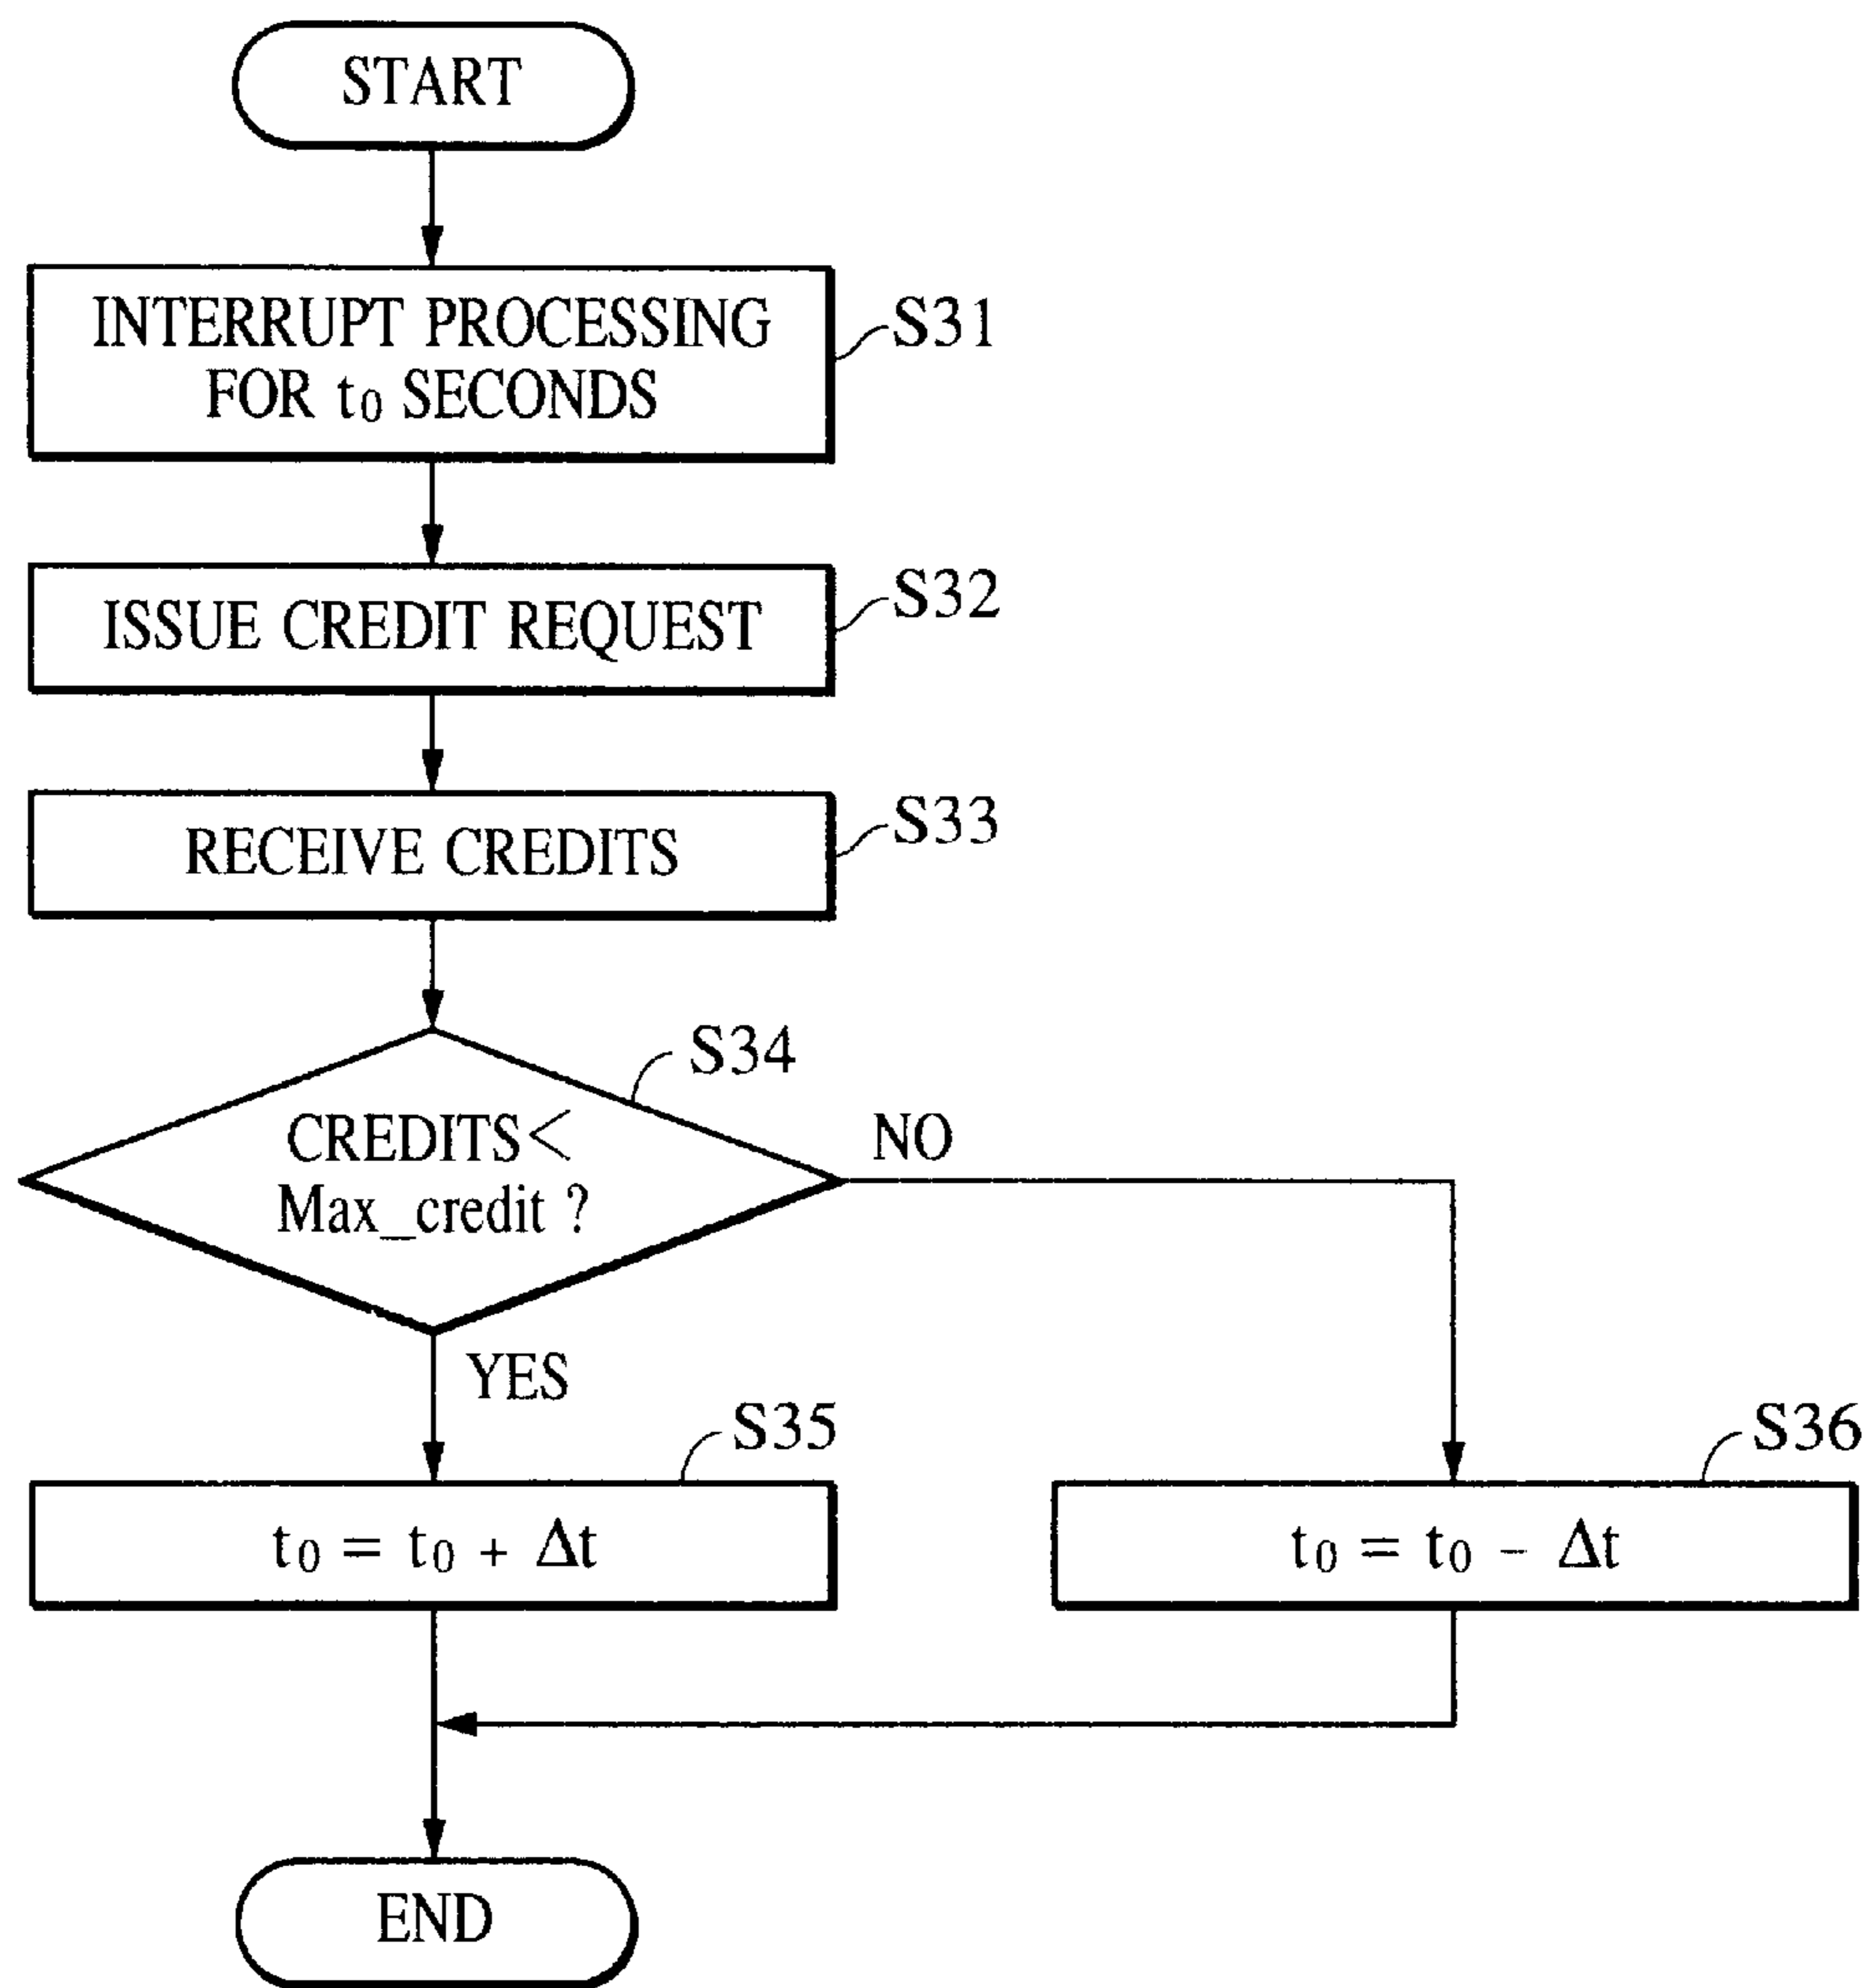 START
INTERRUPT PROCESSING
FOR t₀ SECONDS
S31
ISSUE CREDIT REQUEST
S32
RECEIVE CREDITS
S33
S34
CREDITS<
Max_credit ?
NO
YES
S35
t₀ = t₀ + Δt
S36
t₀ = t₀ - Δt
END